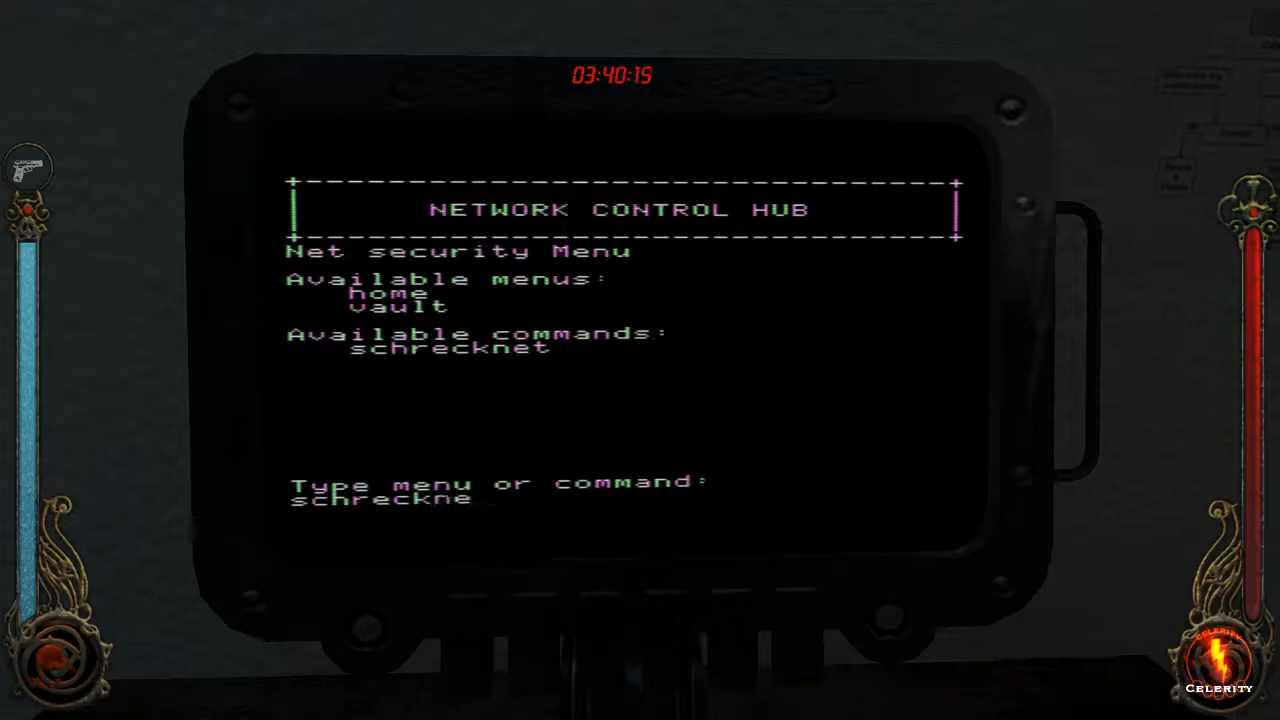 03:40:15
NETWORK CONTROL HUB
Net security Menu
Available menus:
home
vault
Available commands:
schrecknet
Type menu or command:
schreckne
CELERITY
Celerity